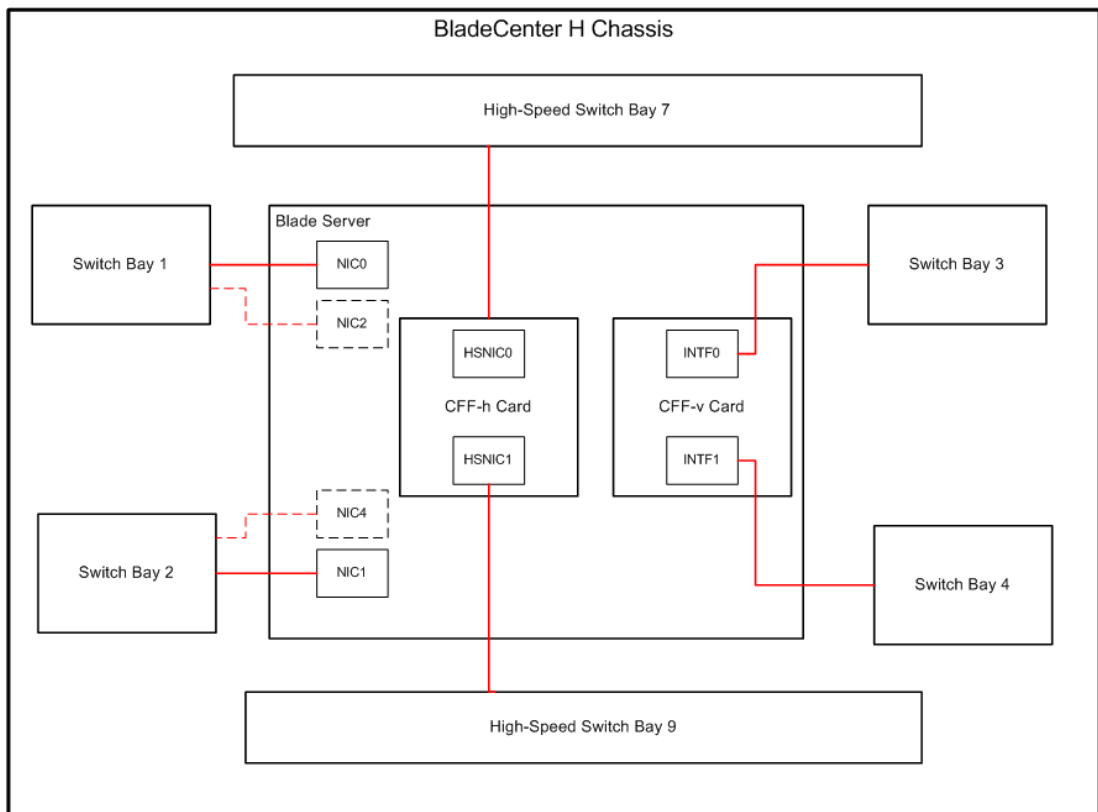 BladeCenter H Chassis
High-Speed Switch Bay 7
Blade Server
Switch Bay 1
NIC0
Switch Bay 3
NIC2
HSNIC0
INTF0
CFF-h Card
CFF-v Card
HSNIC1
INTF1
NIC4
Switch Bay 2
NIC1
Switch Bay 4
High-Speed Switch Bay 9